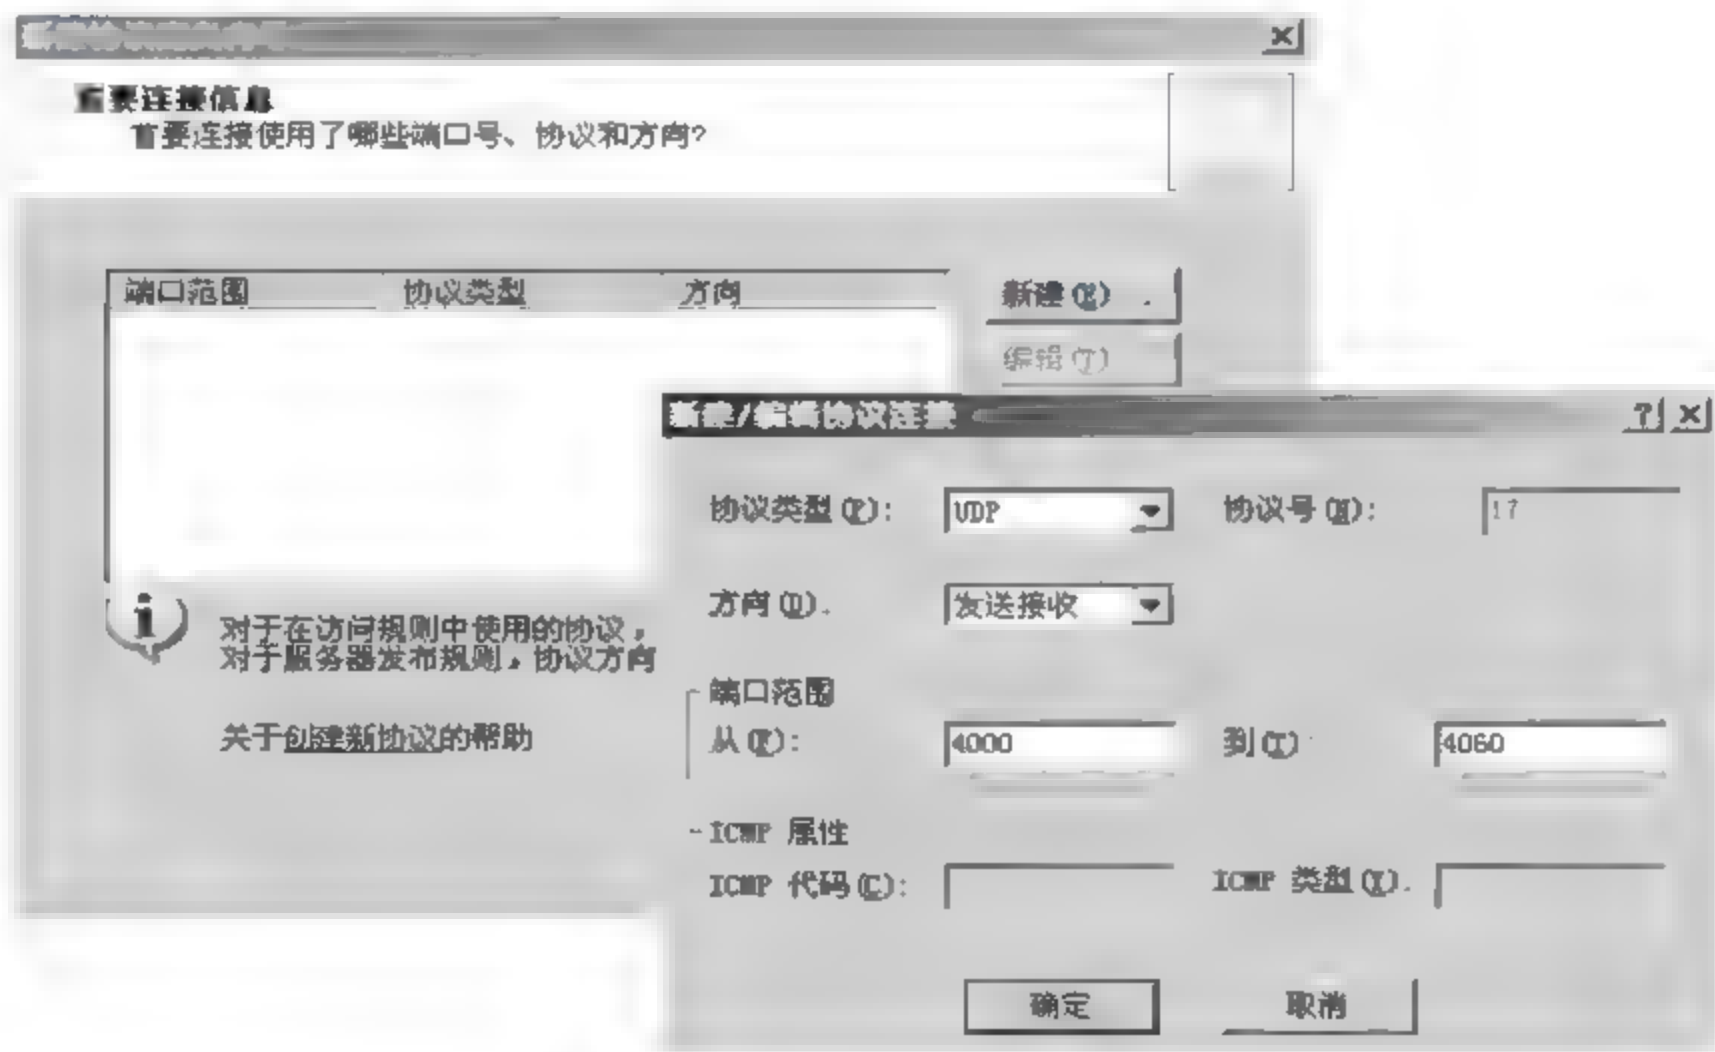 首要连接信息
首要连接使用了哪些端口号、协议和方向?
端口范围 协议类型 方向
新建(E)
编辑(T)
新建/编辑协议连接
协议类型(P): UDP 协议号(N): 17
方向(D). 发送接收
对于在访问规则中使用的协议,
对于服务器发布规则,协议方向
端口范围
从(F): 4000 到(T) 4060
关于创建新协议的帮助
ICMP 属性
ICMP 代码(C): ICMP 类型(Y).
确定 取消